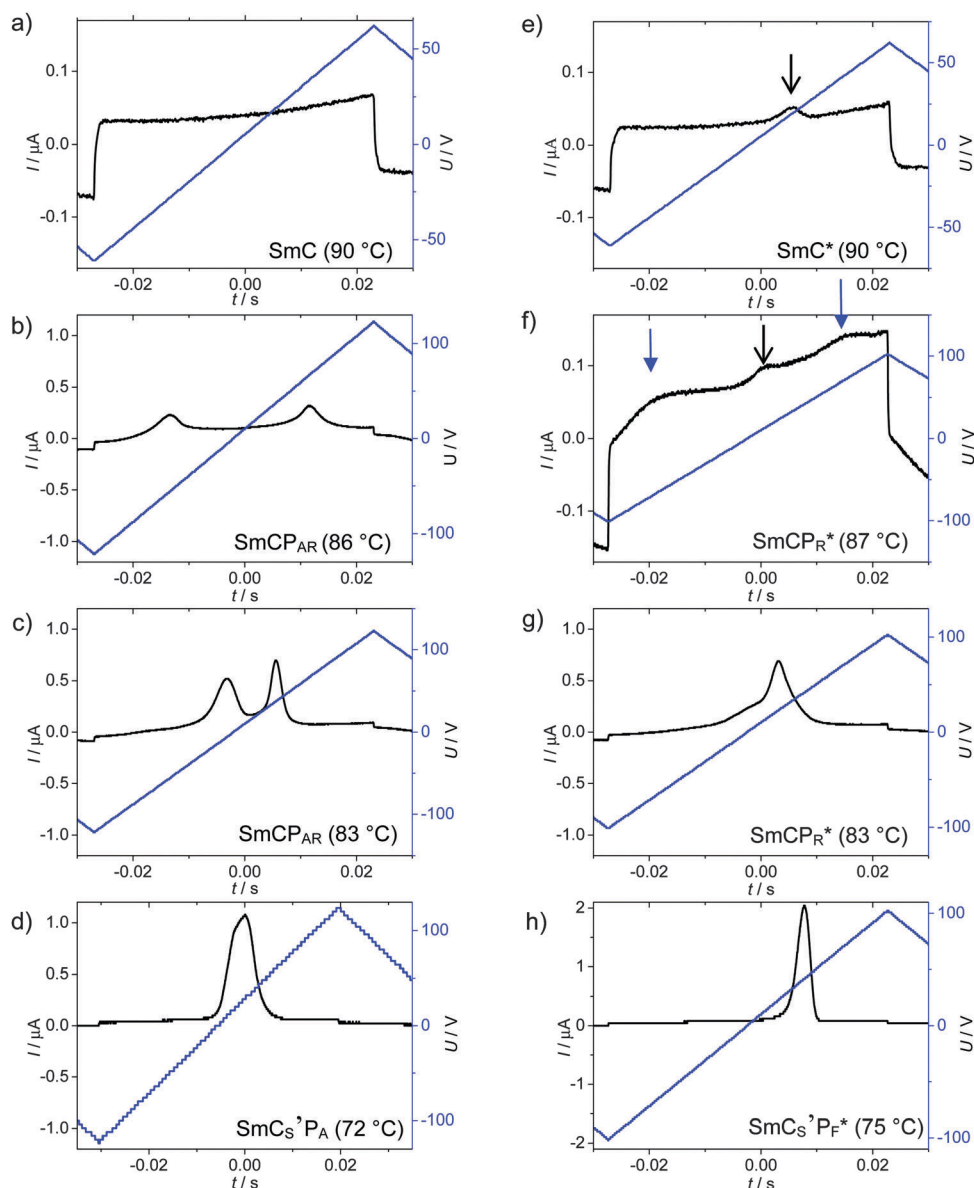 a)
0.1
0.0
-0.1
I / µA
50
0
-50
U / V
SmC (90 °C)
-0.02
0.00
0.02
t / s
e)
0.1
0.0
-0.1
I / µA
50
0
-50
U / V
SmC* (90 °C)
-0.02
0.00
0.02
t / s
b)
1.0
0.5
0.0
-0.5
-1.0
I / µA
100
0
-100
U / V
SmCP_AR (86 °C)
-0.02
0.00
0.02
t / s
f)
0.1
0.0
-0.1
I / µA
100
0
-100
U / V
SmCP_R* (87 °C)
-0.02
0.00
0.02
t / s
c)
1.0
0.5
0.0
-0.5
-1.0
I / µA
100
0
-100
U / V
SmCP_AR (83 °C)
-0.02
0.00
0.02
t / s
g)
1.0
0.5
0.0
-0.5
-1.0
I / µA
100
0
-100
U / V
SmCP_R* (83 °C)
-0.02
0.00
0.02
t / s
d)
1.0
0.5
0.0
-0.5
-1.0
I / µA
100
0
-100
U / V
SmC_S’P_A (72 °C)
-0.02
0.00
0.02
t / s
h)
2
1
0
-1
-2
I / µA
100
0
-100
U / V
SmC_S’P_F* (75 °C)
-0.02
0.00
0.02
t / s